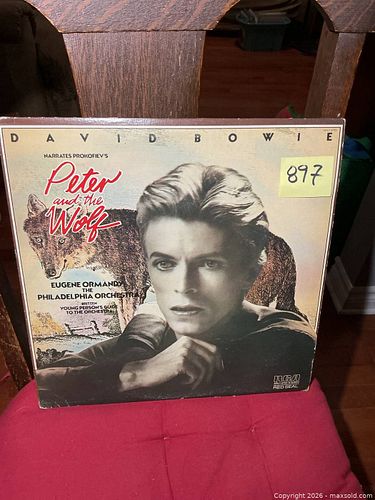 DAVID BOWIE
NARRATES PROKOFIEV'S
Peter
and the
Wolf
897
EUGENE ORMANDY
THE
PHILADELPHIA ORCHESTRA
BRITTEN
YOUNG PERSON'S GUIDE
TO THE ORCHESTRA
RCA
RED SEAL
Copyright © 2026 - maxsold.com